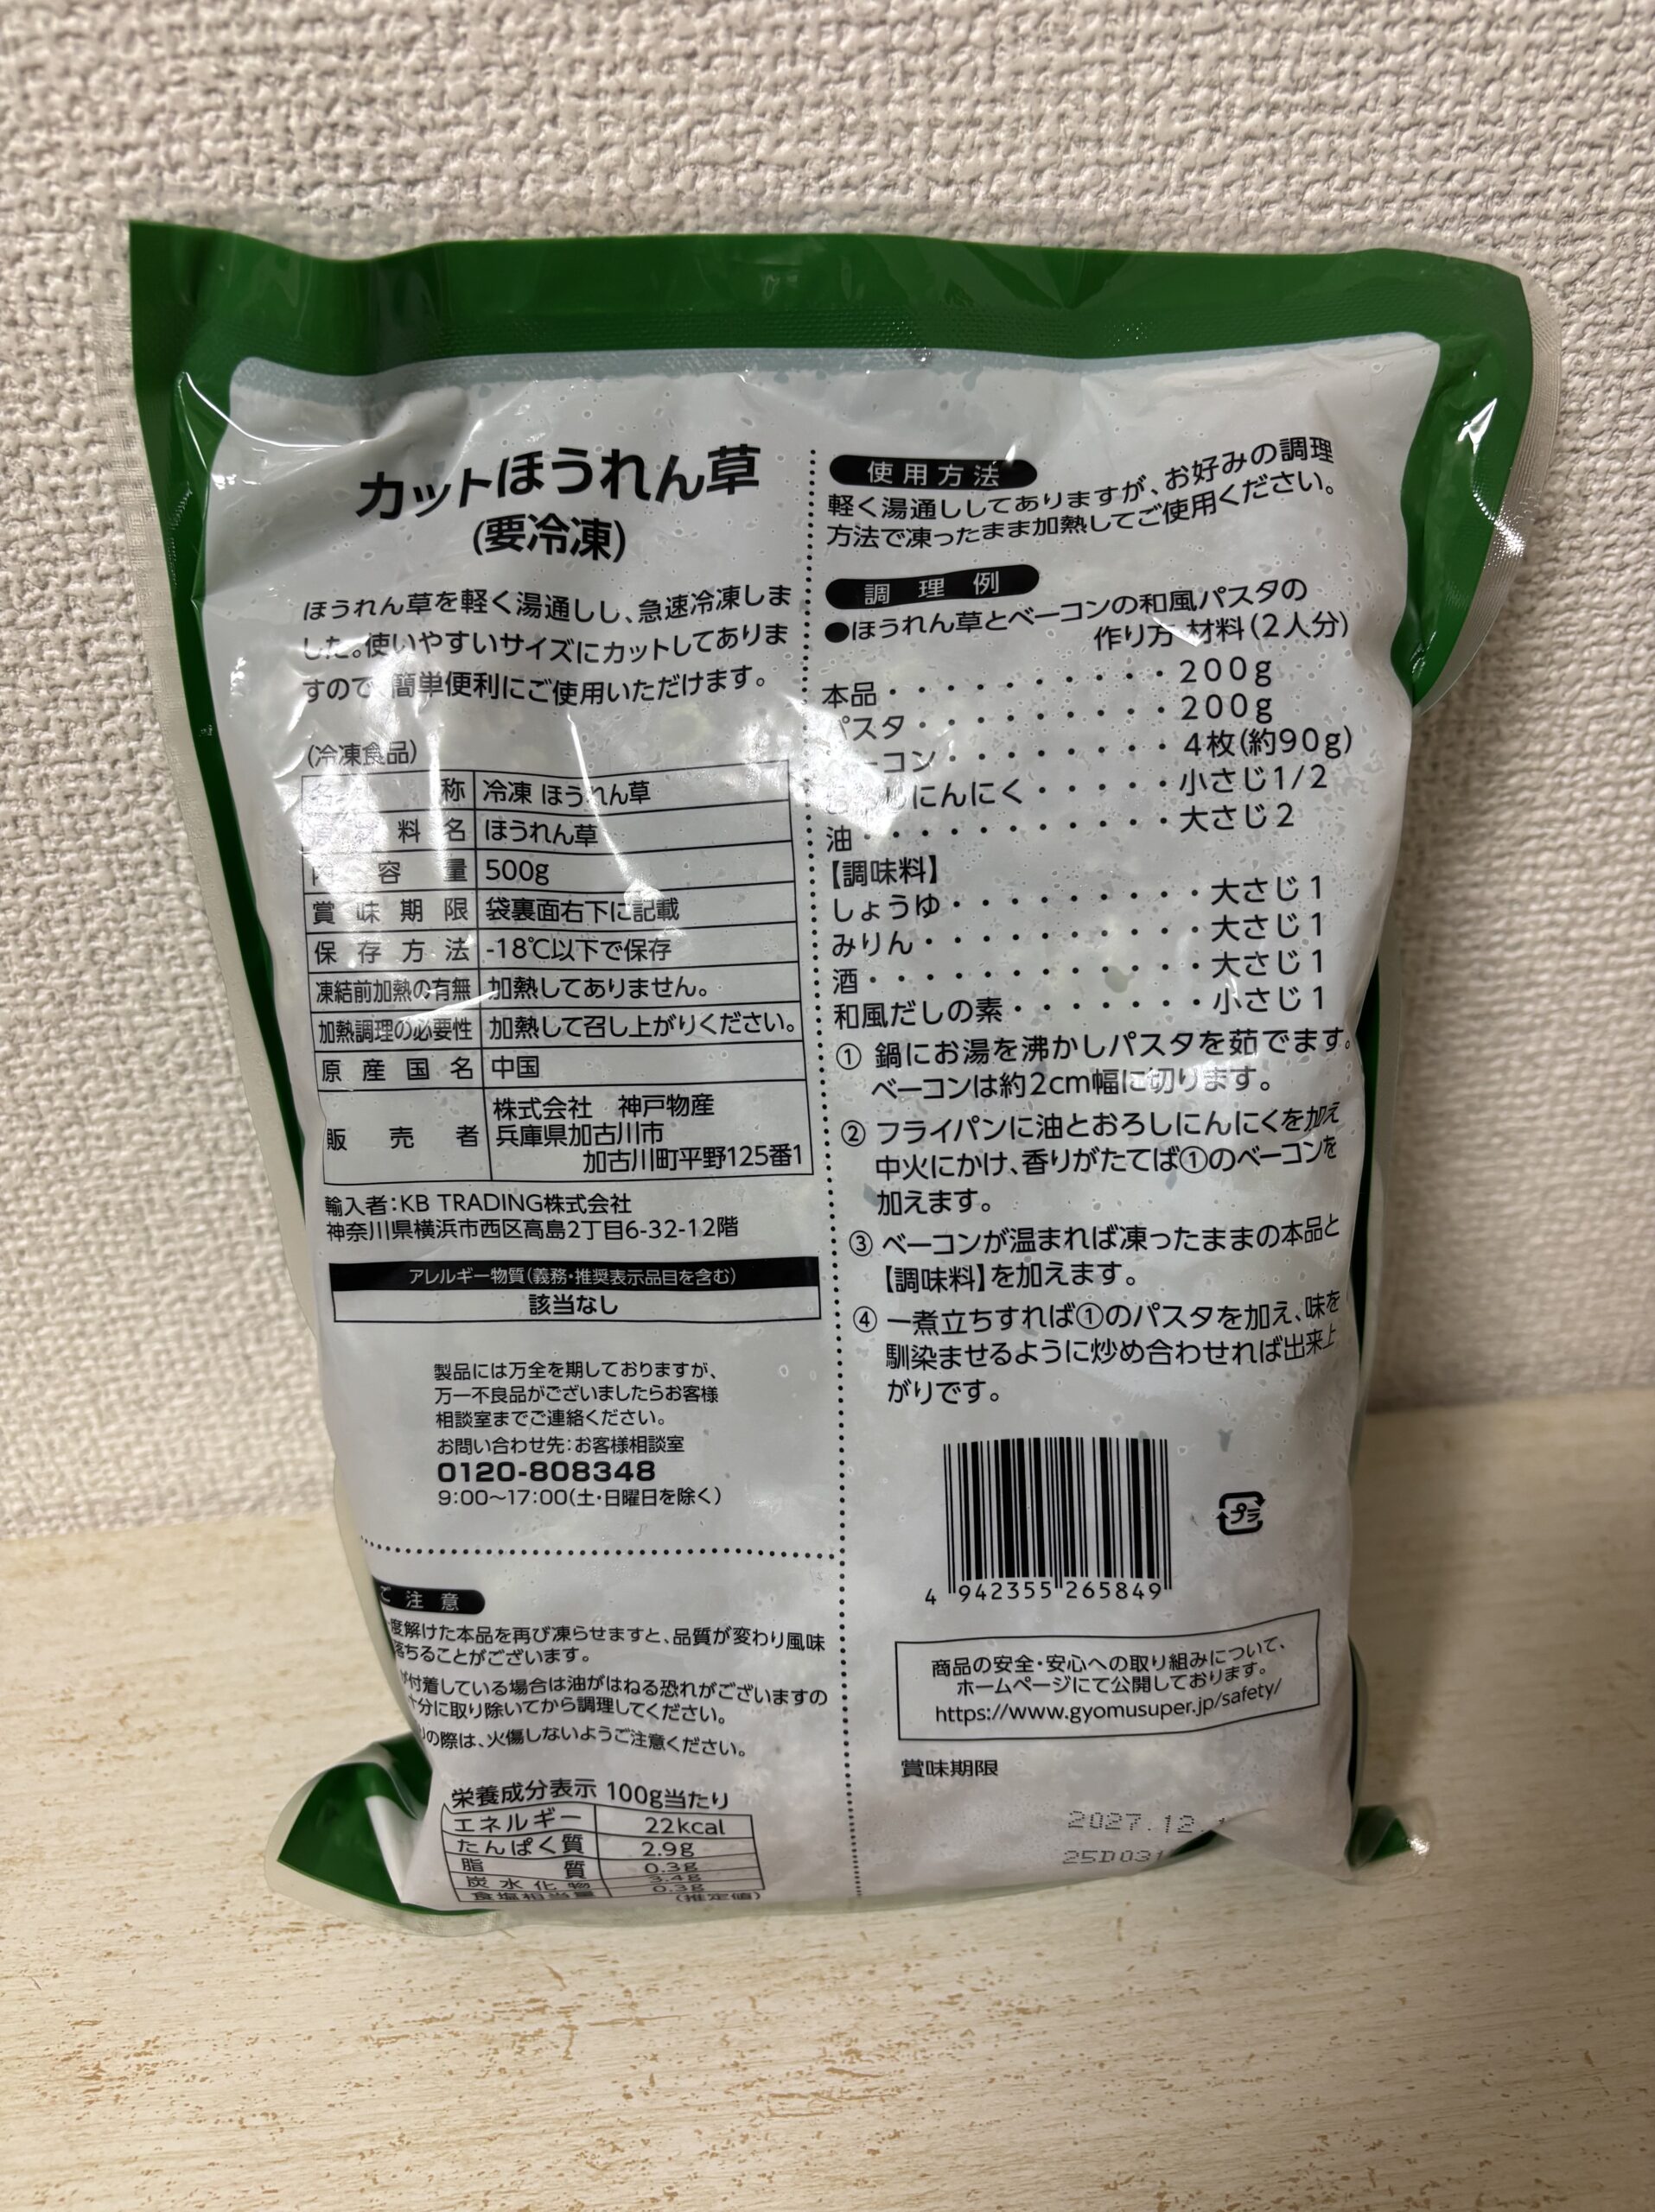 カットほうれん草
(要冷凍)
ほうれん草を軽く湯通しし、急速冷凍しま
した。使いやすいサイズにカットしてありま
すので、簡単便利にご使用いただけます。
(冷凍食品)
名称 冷凍 ほうれん草
料名 ほうれん草
内容量 500g
賞味期限 袋裏面右下に記載
保存方法 -18℃以下で保存
凍結前加熱の有無 加熱してありません。
加熱調理の必要性 加熱して召し上がりください。
原産国名 中国
販売者 株式会社 神戸物産
兵庫県加古川市
加古川町平野125番1
輸入者:KB TRADING株式会社
神奈川県横浜市西区高島2丁目6-32-12階
アレルギー物質(義務・推奨表示品目を含む)
該当なし
製品には万全を期しておりますが、
万一不良品がございましたらお客様
相談室までご連絡ください。
お問い合わせ先:お客様相談室
0120-808348
9:00〜17:00(土・日曜日を除く)
ご注意
度解けた本品を再び凍らせますと、品質が変わり風味
落ちることがございます。
が付着している場合は油がはねる恐れがございますの
十分に取り除いてから調理してください。
の際は、火傷しないようご注意ください。
栄養成分表示 100g当たり
エネルギー 22kcal
たんぱく質 2.9g
脂質 0.3g
炭水化物 3.4g
食塩相当量 0.3g
(推定値)
使用方法
軽く湯通ししてありますが、お好みの調理
方法で凍ったまま加熱してご使用ください。
調理例
●ほうれん草とベーコンの和風パスタの
作り方 材料(2人分)
本品・・・・・・・・・・・200g
パスタ・・・・・・・・・・200g
ーコン・・・・・・・・4枚(約90g)
にんにく・・・・・小さじ1/2
油・・・・・・・・・・・・大さじ2
【調味料】
しょうゆ・・・・・・・・・大さじ1
みりん・・・・・・・・・・大さじ1
酒・・・・・・・・・・・・大さじ1
和風だしの素・・・・・・・小さじ1
① 鍋にお湯を沸かしパスタを茹でます。
ベーコンは約2cm幅に切ります。
② フライパンに油とおろしにんにくを加え
中火にかけ、香りがたてば①のベーコンを
加えます。
③ ベーコンが温まれば凍ったままの本品と
【調味料】を加えます。
④ 一煮立ちすれば①のパスタを加え、味を
馴染ませるように炒め合わせれば出来上
がりです。
プラ
4 942355 265849
商品の安全・安心への取り組みについて、
ホームページにて公開しております。
https://www.gyomusuper.jp/safety/
賞味期限
2027.12.
25D031